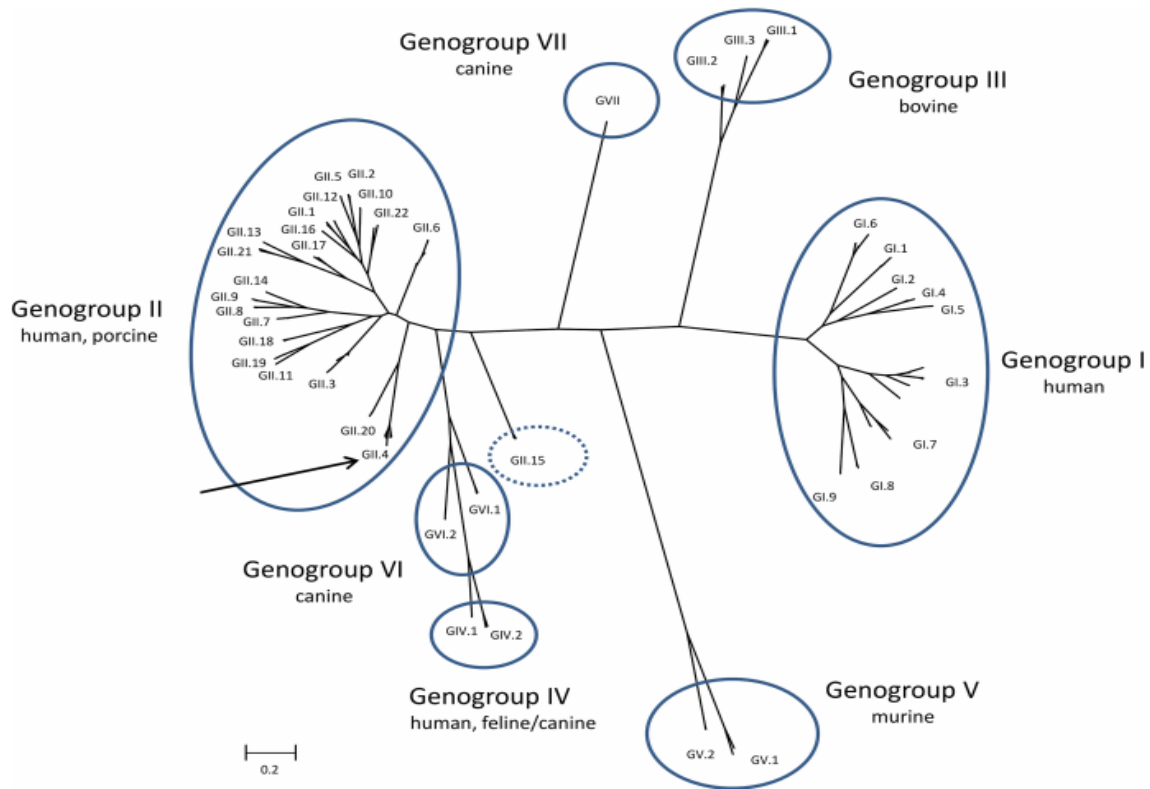 Genogroup VII
canine
GVII
GIII.1
GIII.3
GIII.2
Genogroup III
bovine
GII.5
GII.2
GII.12
GII.10
GII.1
GII.22
GII.16
GII.6
GII.13
GII.17
GII.21
GII.14
GII.9
GII.8
GII.7
GII.18
GII.19
GII.11
GII.3
GII.20
GII.4
Genogroup II
human, porcine
GI.6
GI.1
GI.2
GI.4
GI.5
GI.3
GI.7
GI.8
GI.9
Genogroup I
human
GII.15
GVI.1
GVI.2
Genogroup VI
canine
GIV.1
GIV.2
Genogroup IV
human, feline/canine
Genogroup V
murine
GV.2
GV.1
0.2